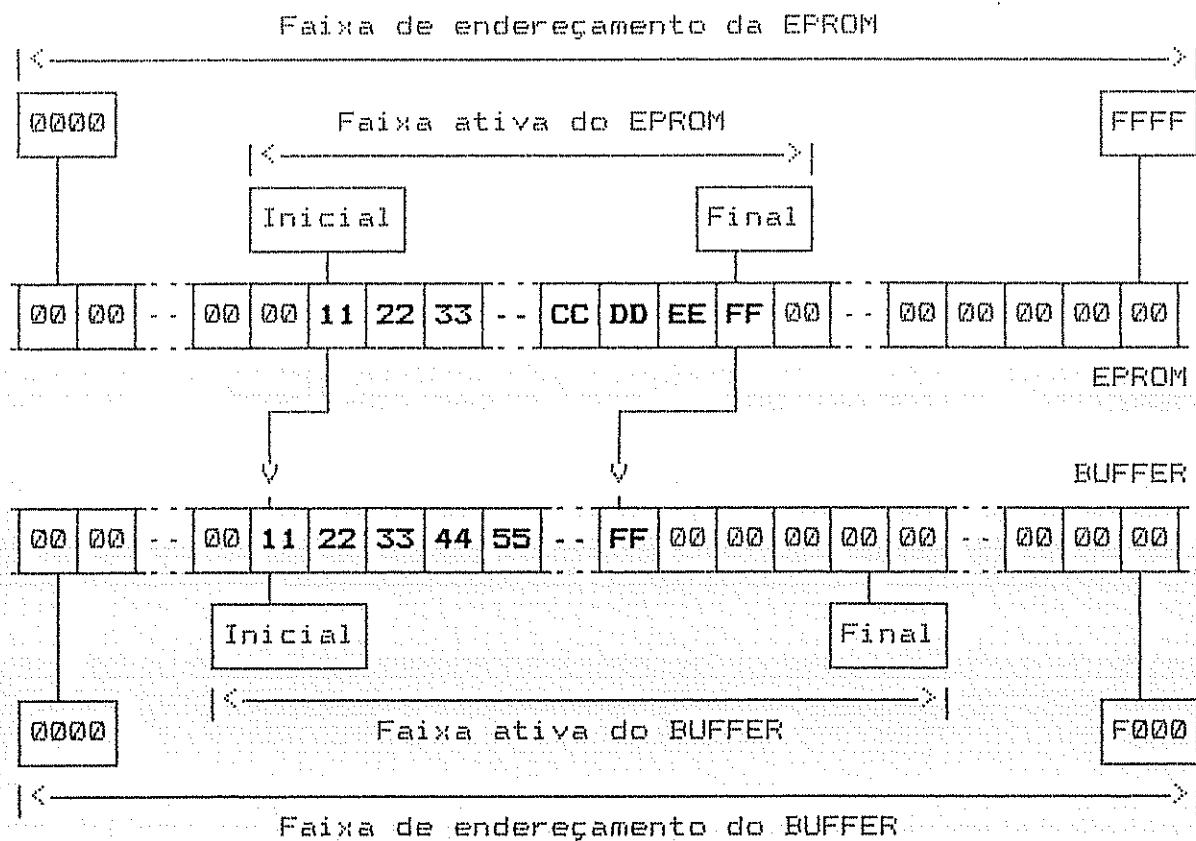 Faixa de endereçamento da EPROM
0000 Faixa ativa do EPROM FFFF
Inicial Final
00 00 -- 00 00 11 22 33 -- CC DD EE FF 00 -- 00 00 00 00 00
EPROM
BUFFER
00 00 -- 00 11 22 33 44 55 -- FF 00 00 00 00 00 -- 00 00 00
Inicial Final
0000 Faixa ativa do BUFFER F000
Faixa de endereçamento do BUFFER